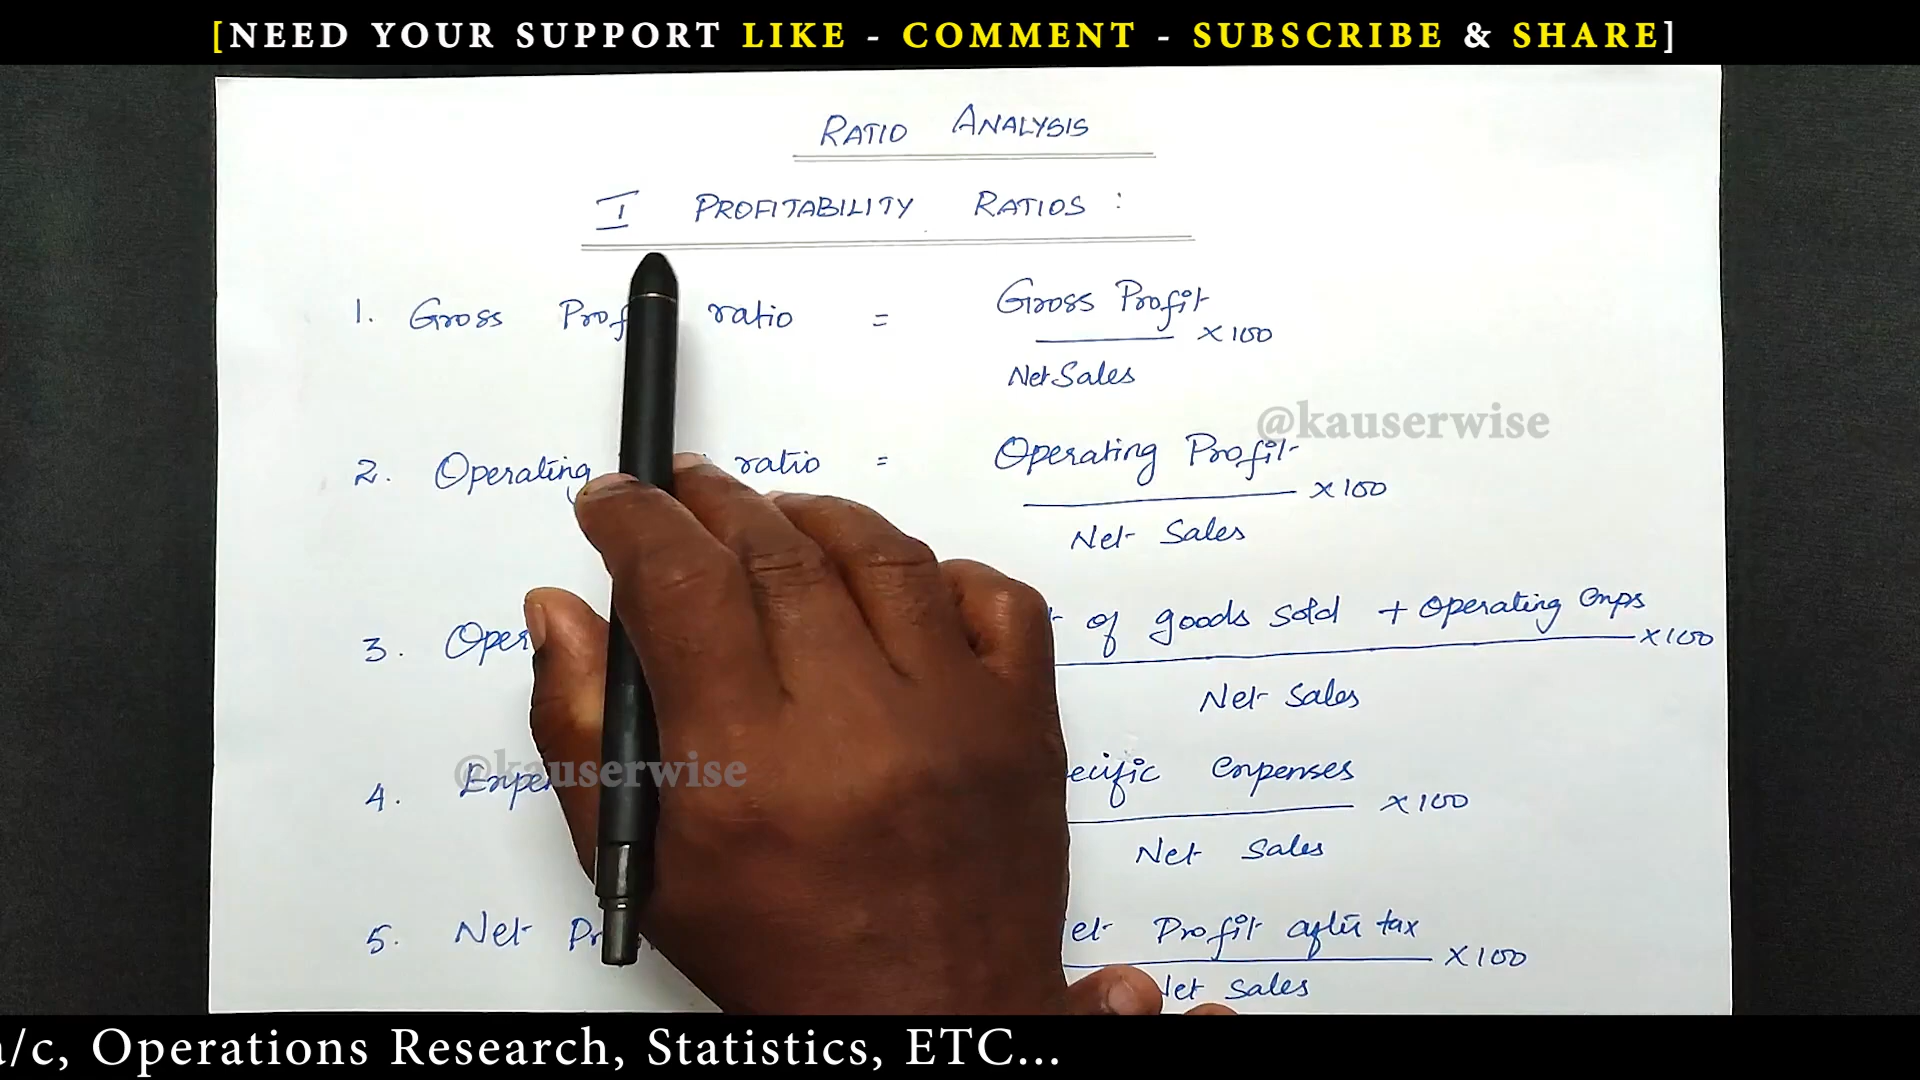 [NEED YOUR SUPPORT LIKE - COMMENT - SUBSCRIBE & SHARE]
RATIO ANALYSIS
I PROFITABILITY RATIOS :
1. Gross Prof ratio = Gross Profit
Net Sales
× 100
@kauserwise
2. Operating ratio = Operating Profit
Net Sales
× 100
3. Oper of goods sold + Operating Exps
Net Sales
× 100
4. Expe ecific expenses
Net Sales
× 100
@kauserwise
5. Net Pr et Profit after tax
Net Sales
× 100
a/c, Operations Research, Statistics, ETC...